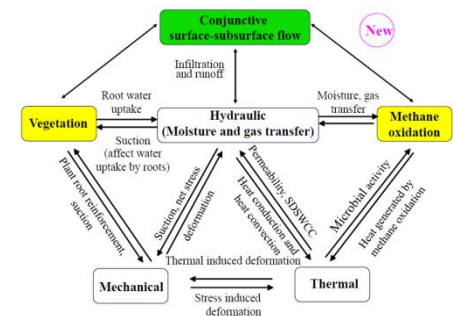 Conjunctive
surface-subsurface flow
New
Infiltration
and runoff
Root water
uptake
Moisture, gas
transfer
Vegetation
Hydraulic
(Moisture and gas transfer)
Methane
oxidation
Suction
(affect water
uptake by roots)
Plant root reinforcement,
suction
Suction, net stress
deformation
Permeability, SDSWCC
Heat conduction and
heat convection
Microbial activity
Heat generated by
methane oxidation
Thermal induced deformation
Mechanical
Thermal
Stress induced
deformation